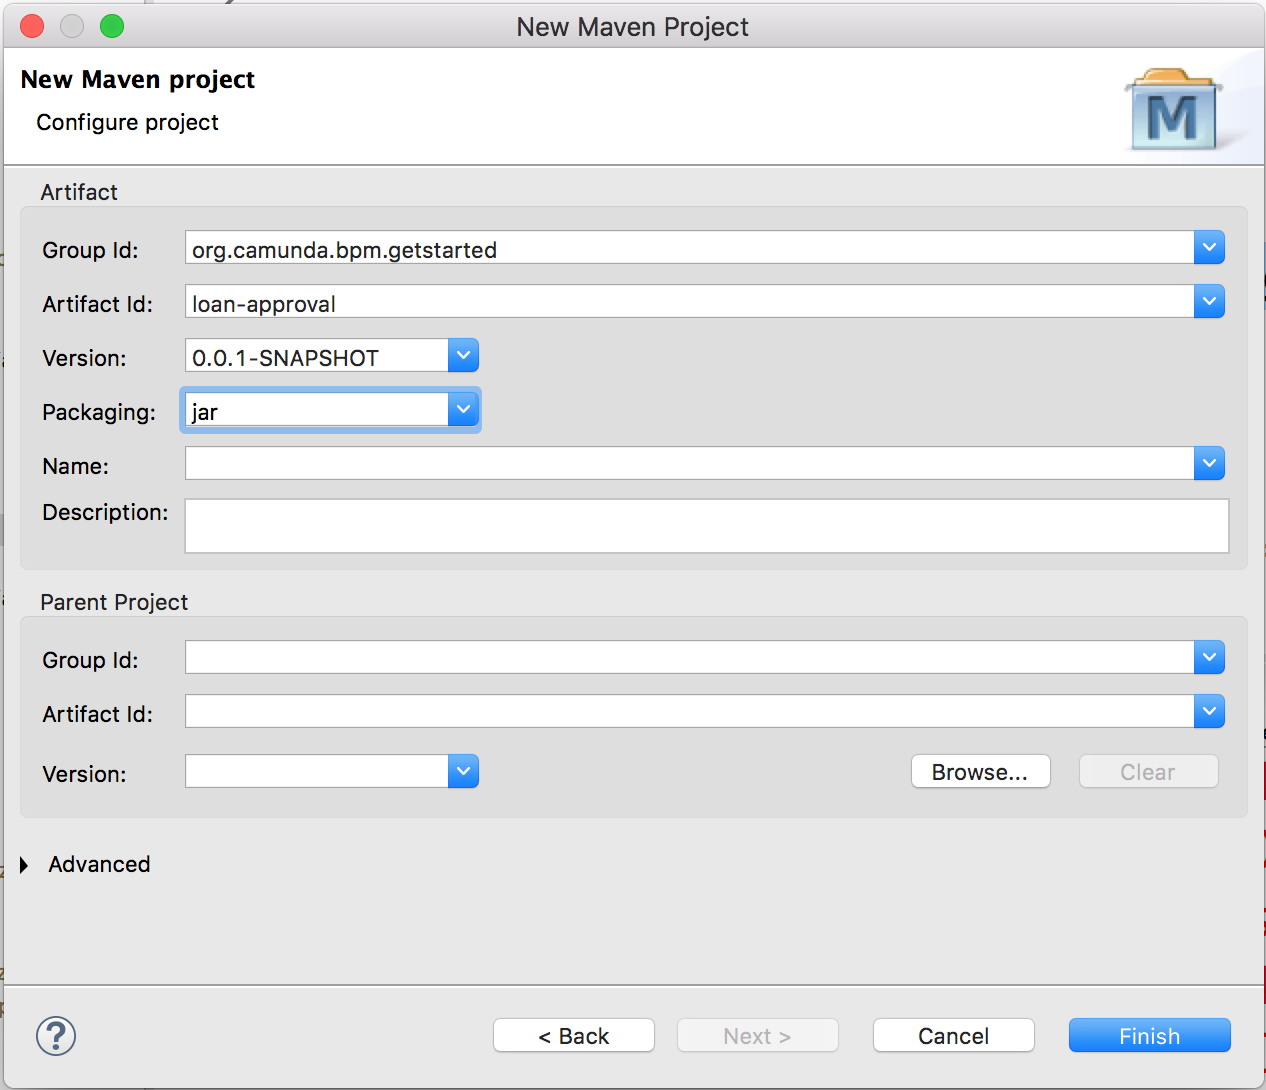 New Maven Project
New Maven project
Configure project
M
Artifact
Group Id: org.camunda.bpm.getstarted
Artifact Id: loan-approval
Version: 0.0.1-SNAPSHOT
Packaging: jar
Name:
Description:
Parent Project
Group Id:
Artifact Id:
Version:
Browse... Clear
Advanced
? < Back Next > Cancel Finish